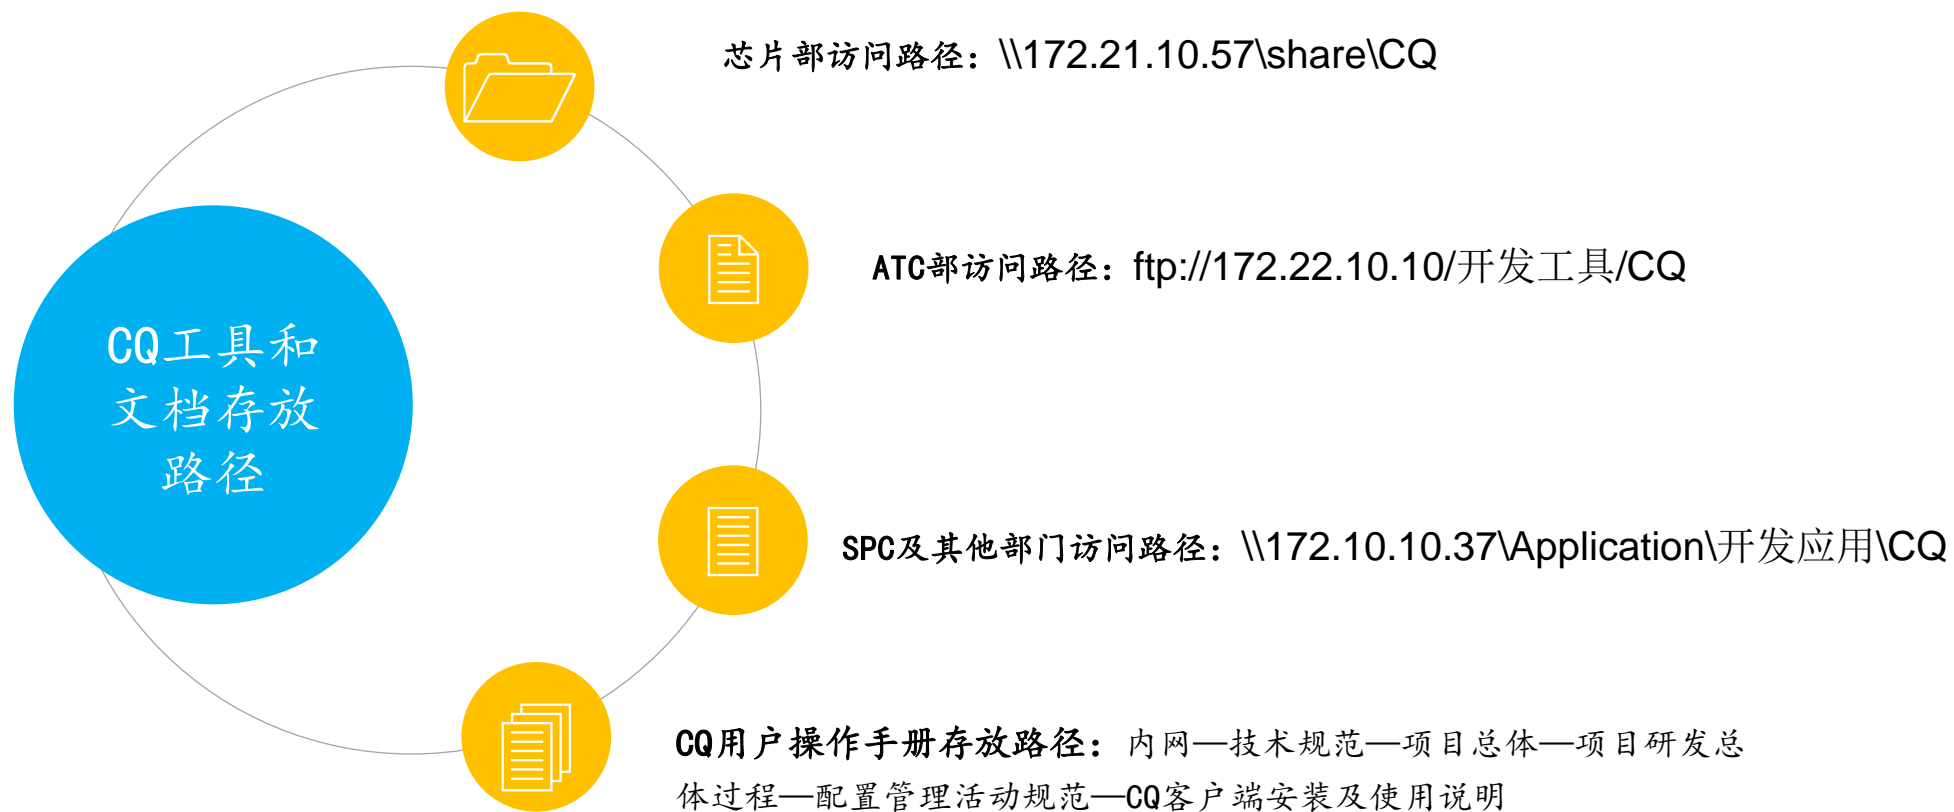 CQ工具和
文档存放
路径
芯片部访问路径：\\172.21.10.57\share\CQ
ATC部访问路径：ftp://172.22.10.10/开发工具/CQ
SPC及其他部门访问路径：\\172.10.10.37\Application\开发应用\CQ
CQ用户操作手册存放路径：内网—技术规范—项目总体—项目研发总
体过程—配置管理活动规范—CQ客户端安装及使用说明